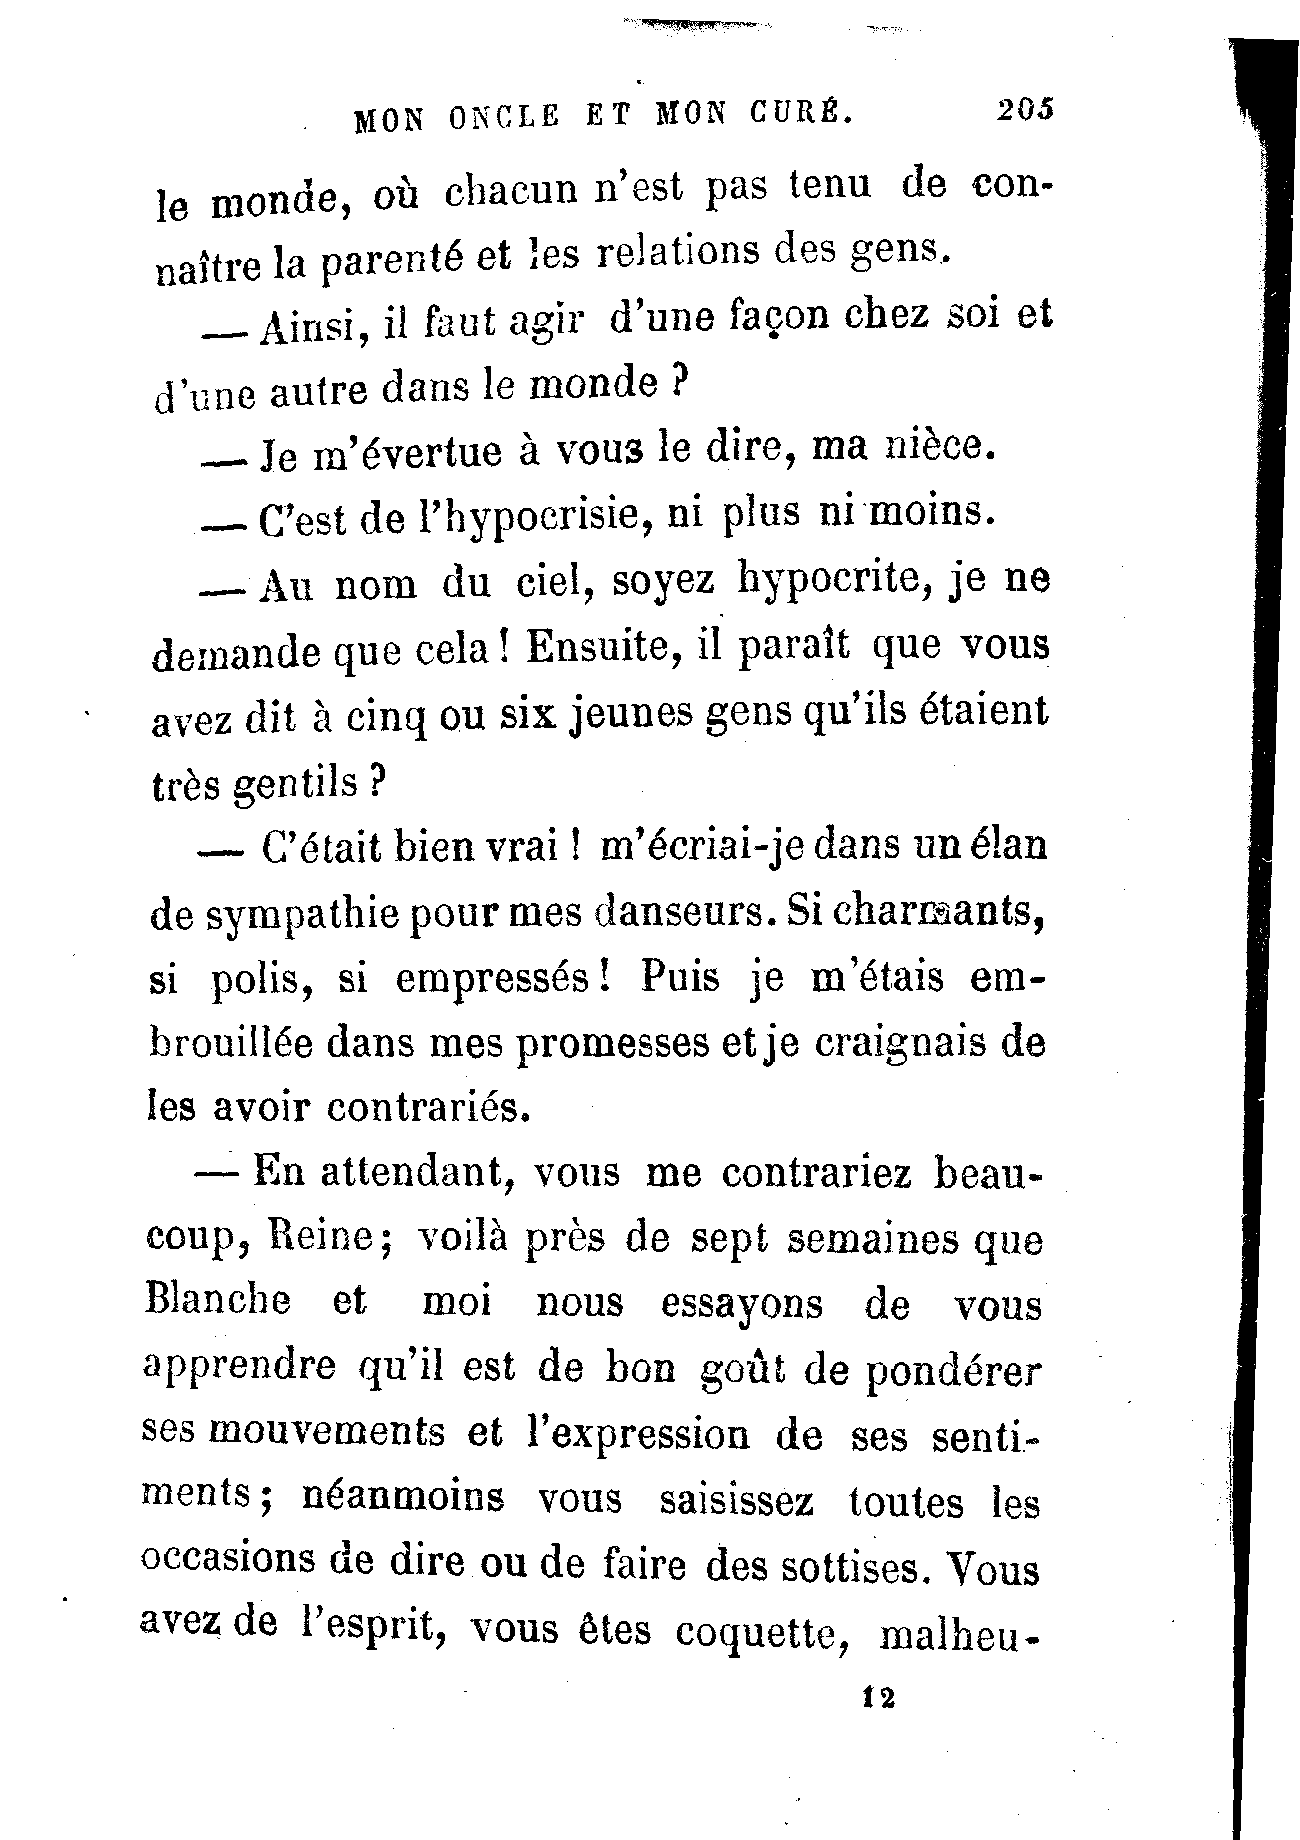 MON ONCLE ET MON CURÉ. 205
le monde, où chacun n'est pas tenu de con-
naître la parenté et les relations des gens.
— Ainsi, il faut agir d'une façon chez soi et
d'une autre dans le monde ?
— Je m'évertue à vous le dire, ma nièce.
— C'est de l'hypocrisie, ni plus ni moins.
— Au nom du ciel, soyez hypocrite, je ne
demande que cela ! Ensuite, il paraît que vous
avez dit à cinq ou six jeunes gens qu'ils étaient
très gentils ?
— C'était bien vrai ! m'écriai-je dans un élan
de sympathie pour mes danseurs. Si charmants,
si polis, si empressés ! Puis je m'étais em-
brouillée dans mes promesses et je craignais de
les avoir contrariés.
— En attendant, vous me contrariez beau-
coup, Reine ; voilà près de sept semaines que
Blanche et moi nous essayons de vous
apprendre qu'il est de bon goût de pondérer
ses mouvements et l'expression de ses senti-
ments ; néanmoins vous saisissez toutes les
occasions de dire ou de faire des sottises. Vous
avez de l'esprit, vous êtes coquette, malheu-
12